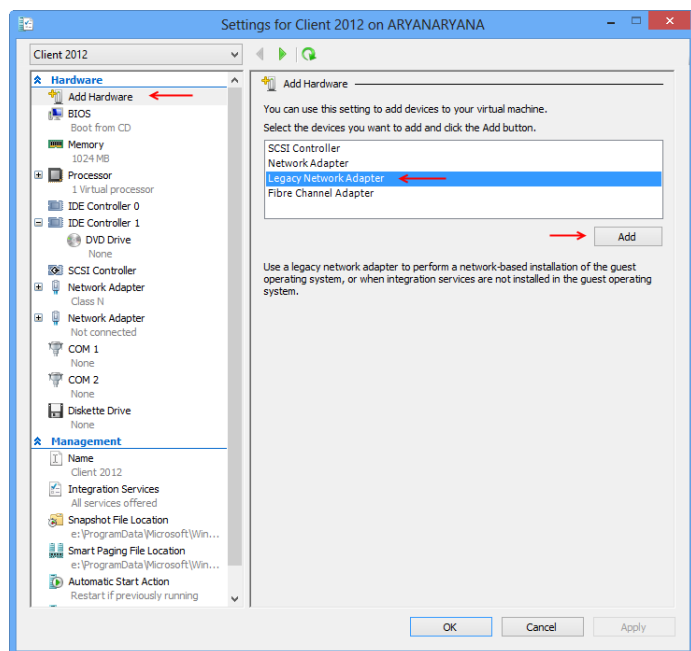 Settings for Client 2012 on ARYANARYANA
Client 2012
Hardware
Add Hardware
BIOS
Boot from CD
Memory
1024 MB
Processor
1 Virtual processor
IDE Controller 0
IDE Controller 1
DVD Drive
None
SCSI Controller
Network Adapter
Class N
Network Adapter
Not connected
COM 1
None
COM 2
None
Diskette Drive
None
Management
Name
Client 2012
Integration Services
All services offered
Snapshot File Location
e:\ProgramData\Microsoft\Win...
Smart Paging File Location
e:\ProgramData\Microsoft\Win...
Automatic Start Action
Restart if previously running
Add Hardware
You can use this setting to add devices to your virtual machine.
Select the devices you want to add and click the Add button.
SCSI Controller
Network Adapter
Legacy Network Adapter
Fibre Channel Adapter
Add
Use a legacy network adapter to perform a network-based installation of the guest
operating system, or when integration services are not installed in the guest operating
system.
OK
Cancel
Apply